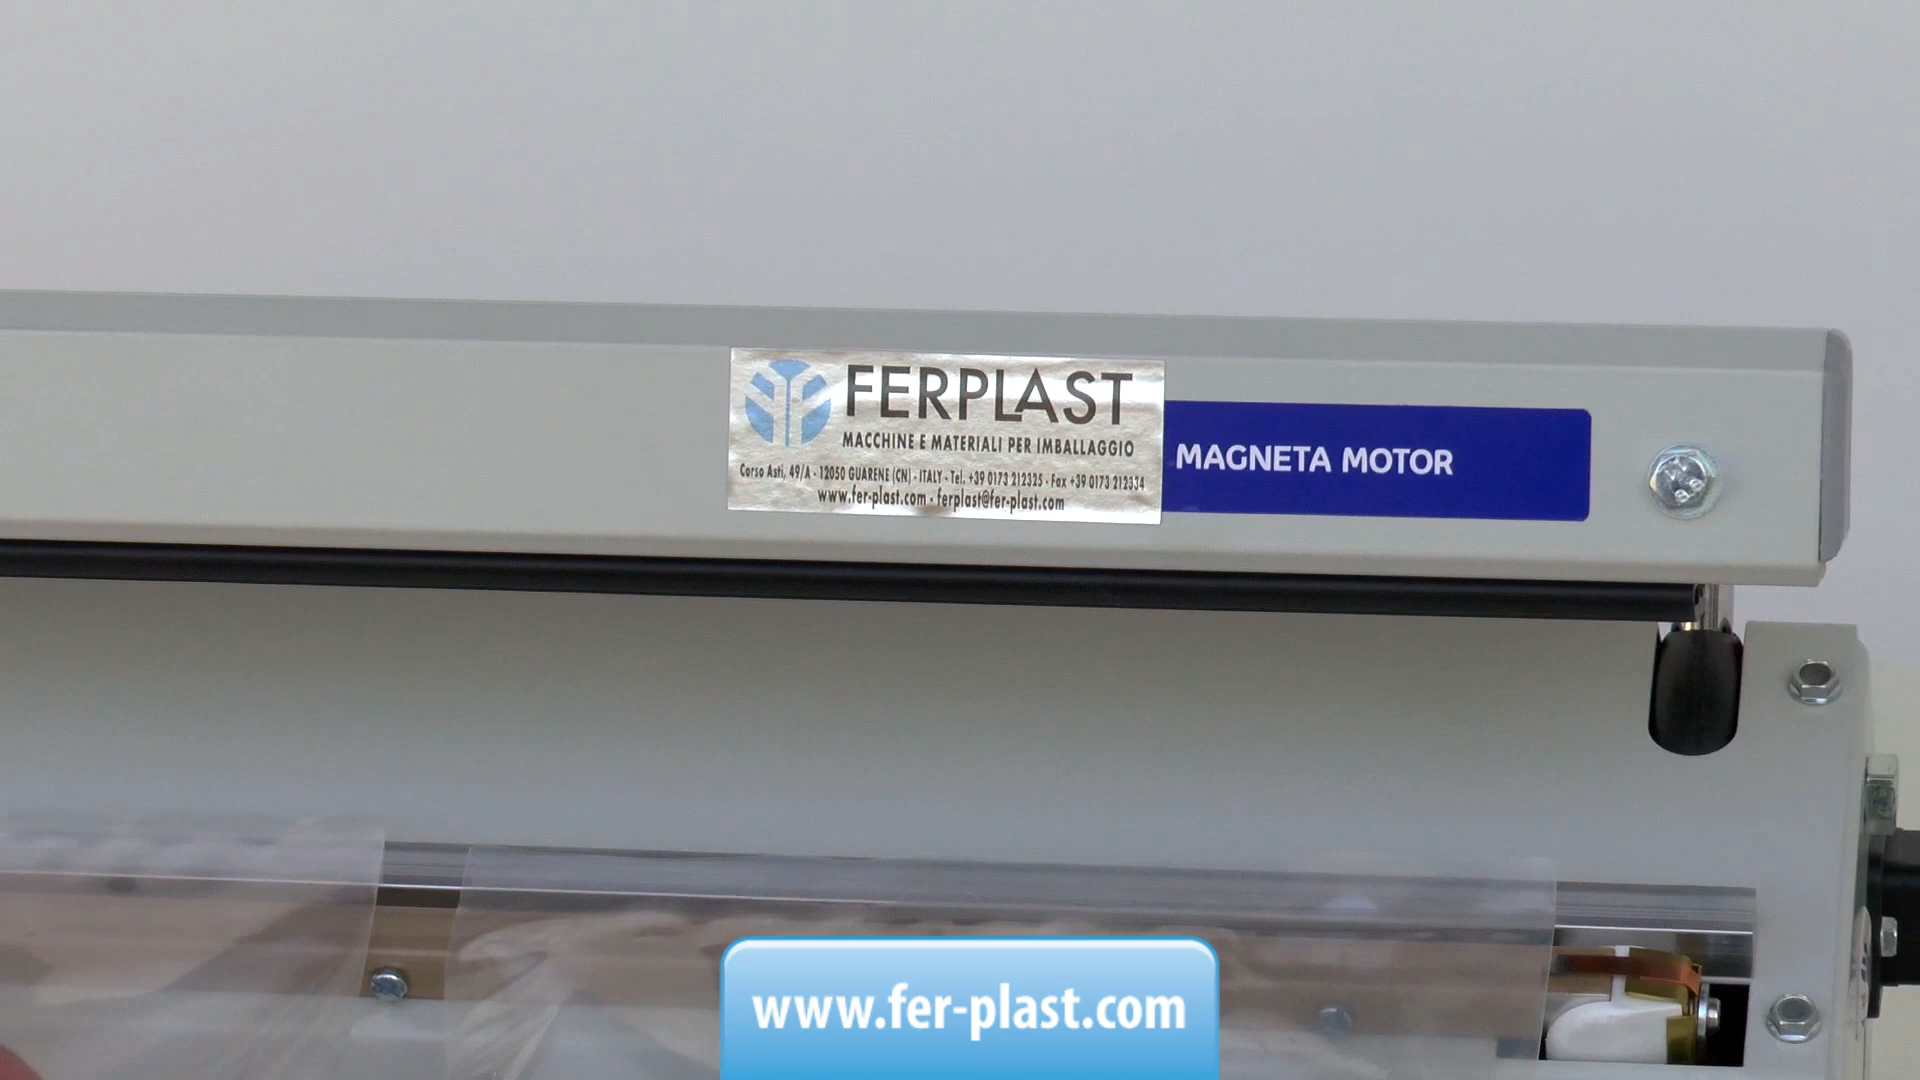 FERPLAST
MACCHINE E MATERIALI PER IMBALLAGGIO
Corso Asti, 49/A - 12050 GUARENE (CN) - ITALY - Tel. +39 0173 212325 - Fax +39 0173 212334
www.fer-plast.com - ferplast@fer-plast.com
MAGNETA MOTOR
www.fer-plast.com